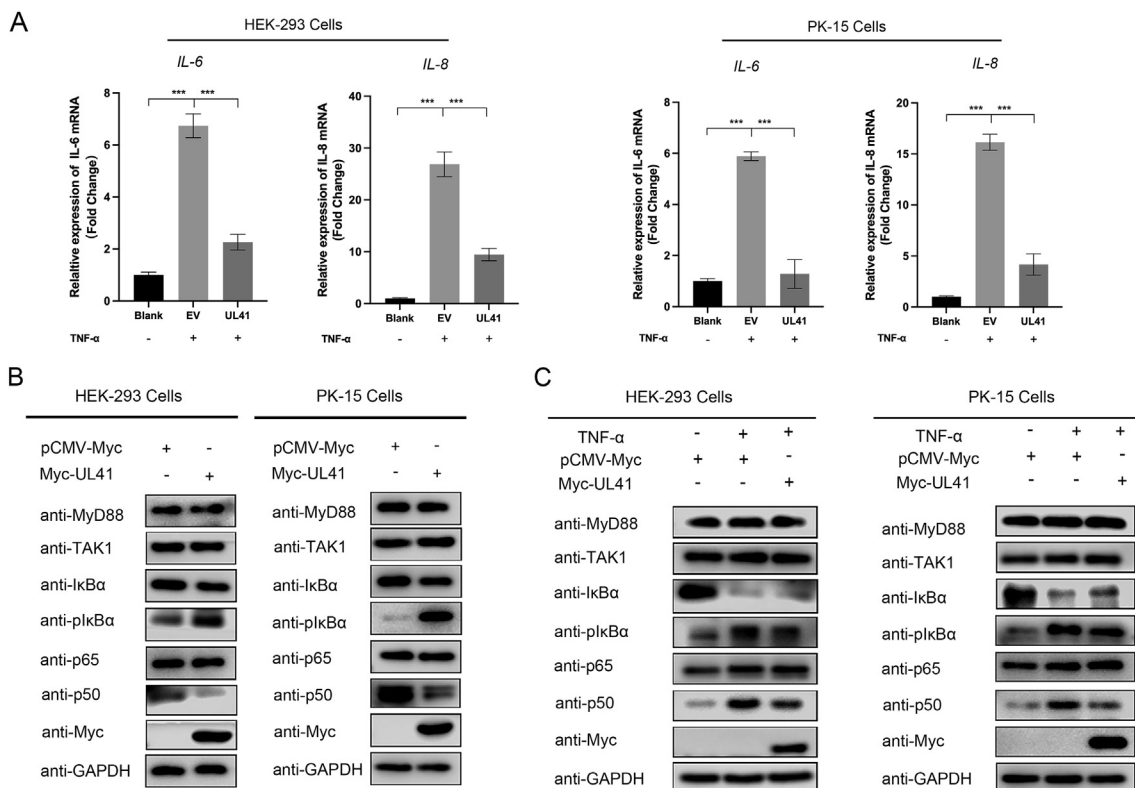 A
HEK-293 Cells
PK-15 Cells
IL-6
Relaltive expression of IL-6 mRNA
(Fold Change)
8
6
4
2
0
***
***
Blank
EV
UL41
TNF-α
-
+
+
IL-8
Relative expression of IL-8 mRNA
(Fold Change)
40
30
20
10
0
***
***
Blank
EV
UL41
-
+
+
IL-6
Relative expression of IL-6 mRNA
(Fold Change)
8
6
4
2
0
***
***
Blank
EV
UL41
TNF-α
-
+
+
IL-8
Relative expression of IL-8 mRNA
(Fold Change)
20
15
10
5
0
***
***
Blank
EV
UL41
-
+
+
B
HEK-293 Cells
pCMV-Myc + -
Myc-UL41 - +
anti-MyD88
anti-TAK1
anti-IκBα
anti-pIκBα
anti-p65
anti-p50
anti-Myc
anti-GAPDH
PK-15 Cells
pCMV-Myc + -
Myc-UL41 - +
anti-MyD88
anti-TAK1
anti-IκBα
anti-pIκBα
anti-p65
anti-p50
anti-Myc
anti-GAPDH
C
HEK-293 Cells
TNF-α - + +
pCMV-Myc + + -
Myc-UL41 - - +
anti-MyD88
anti-TAK1
anti-IκBα
anti-pIκBα
anti-p65
anti-p50
anti-Myc
anti-GAPDH
PK-15 Cells
TNF-α - + +
pCMV-Myc + + -
Myc-UL41 - - +
anti-MyD88
anti-TAK1
anti-IκBα
anti-pIκBα
anti-p65
anti-p50
anti-Myc
anti-GAPDH